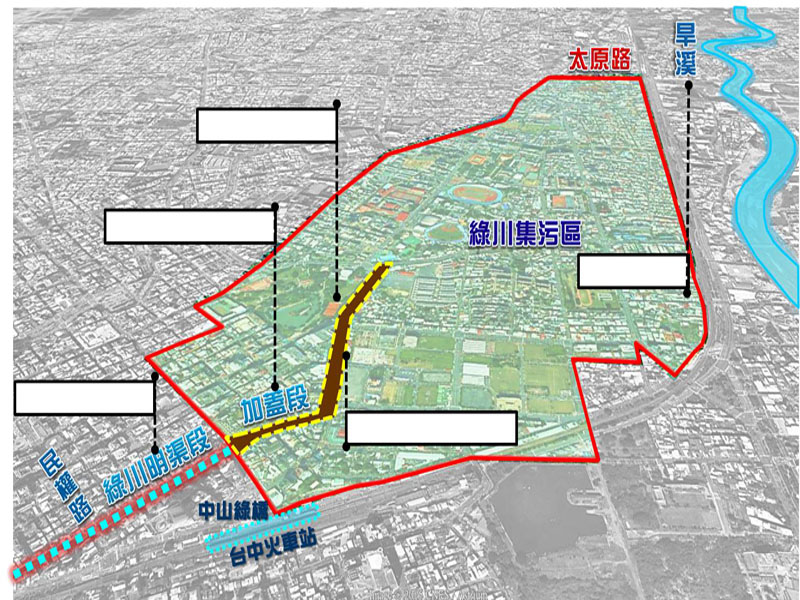 太原路
旱溪
綠川集污區
加蓋段
綠川明渠段
民權路
中山綠橋
台中火車站